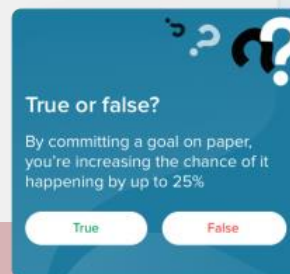 True or false?
By committing a goal on paper,
you're increasing the chance of it
happening by up to 25%
True
False